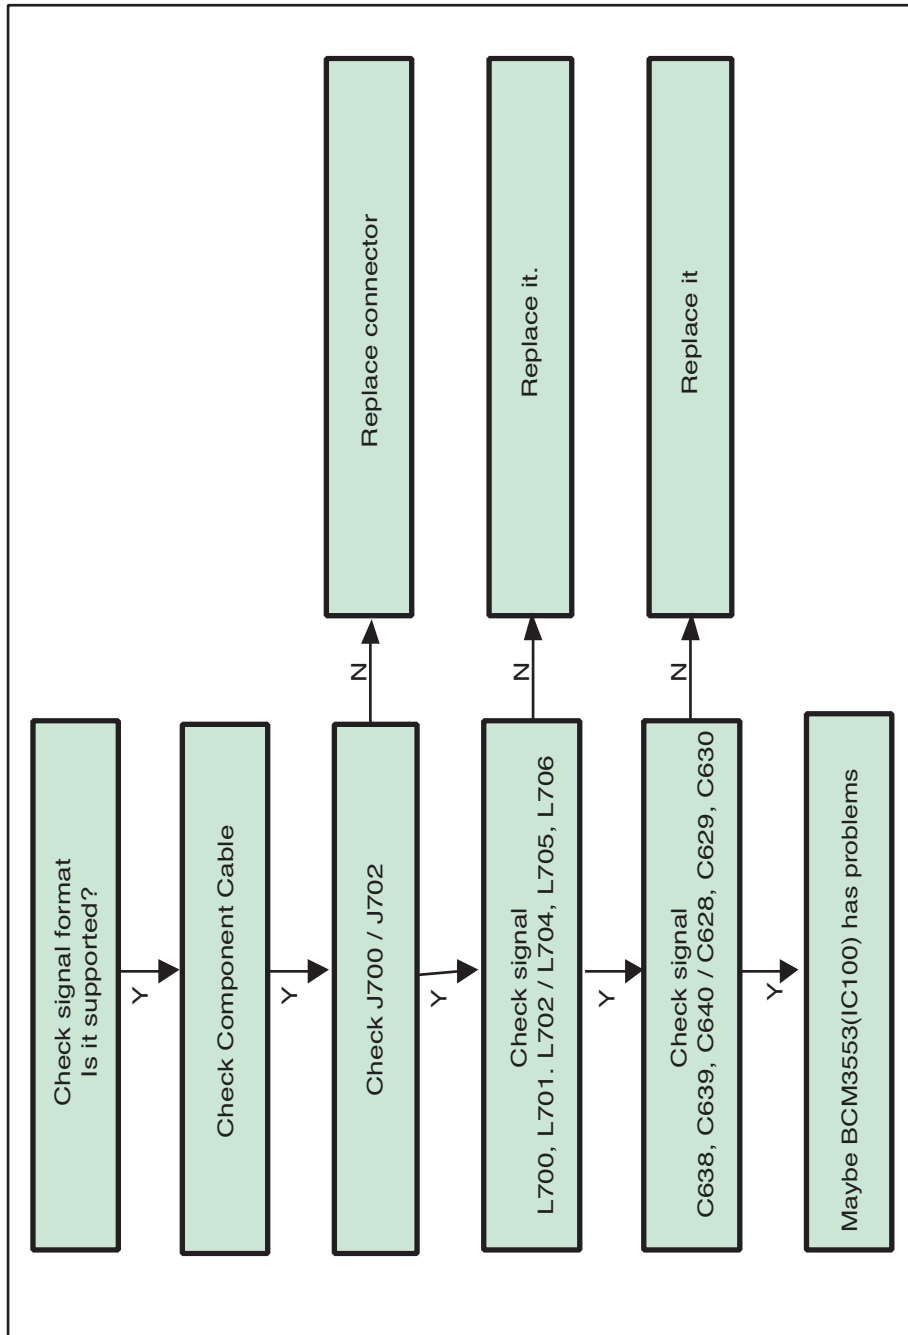 Check signal format
Is it supported?
Y
Check Component Cable
Y
Check J700 / J702
N
Replace connector
Y
Check signal
L700, L701. L702 / L704, L705, L706
N
Replace it.
Y
Check signal
C638, C639, C640 / C628, C629, C630
N
Replace it
Y
Maybe BCM3553(IC100) has problems